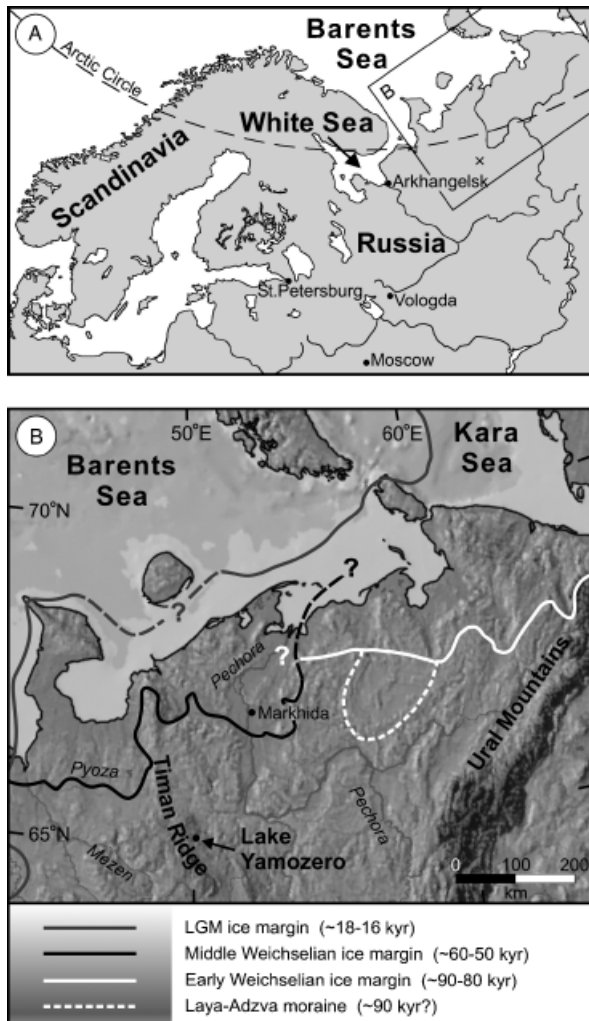 A
Arctic Circle
Barents
Sea
B
White Sea
Scandinavia
Arkhangelsk
Russia
St.Petersburg
Vologda
Moscow
B
50°E
60°E
Barents
Sea
Kara
Sea
70°N
?
?
?
Pechora
Markhida
Ural Mountains
Pyoza
Timan Ridge
Pechora
65°N
Lake
Yamozero
Mezen
0 100 200
km
LGM ice margin (~18-16 kyr)
Middle Weichselian ice margin (~60-50 kyr)
Early Weichselian ice margin (~90-80 kyr)
Laya-Adzva moraine (~90 kyr?)